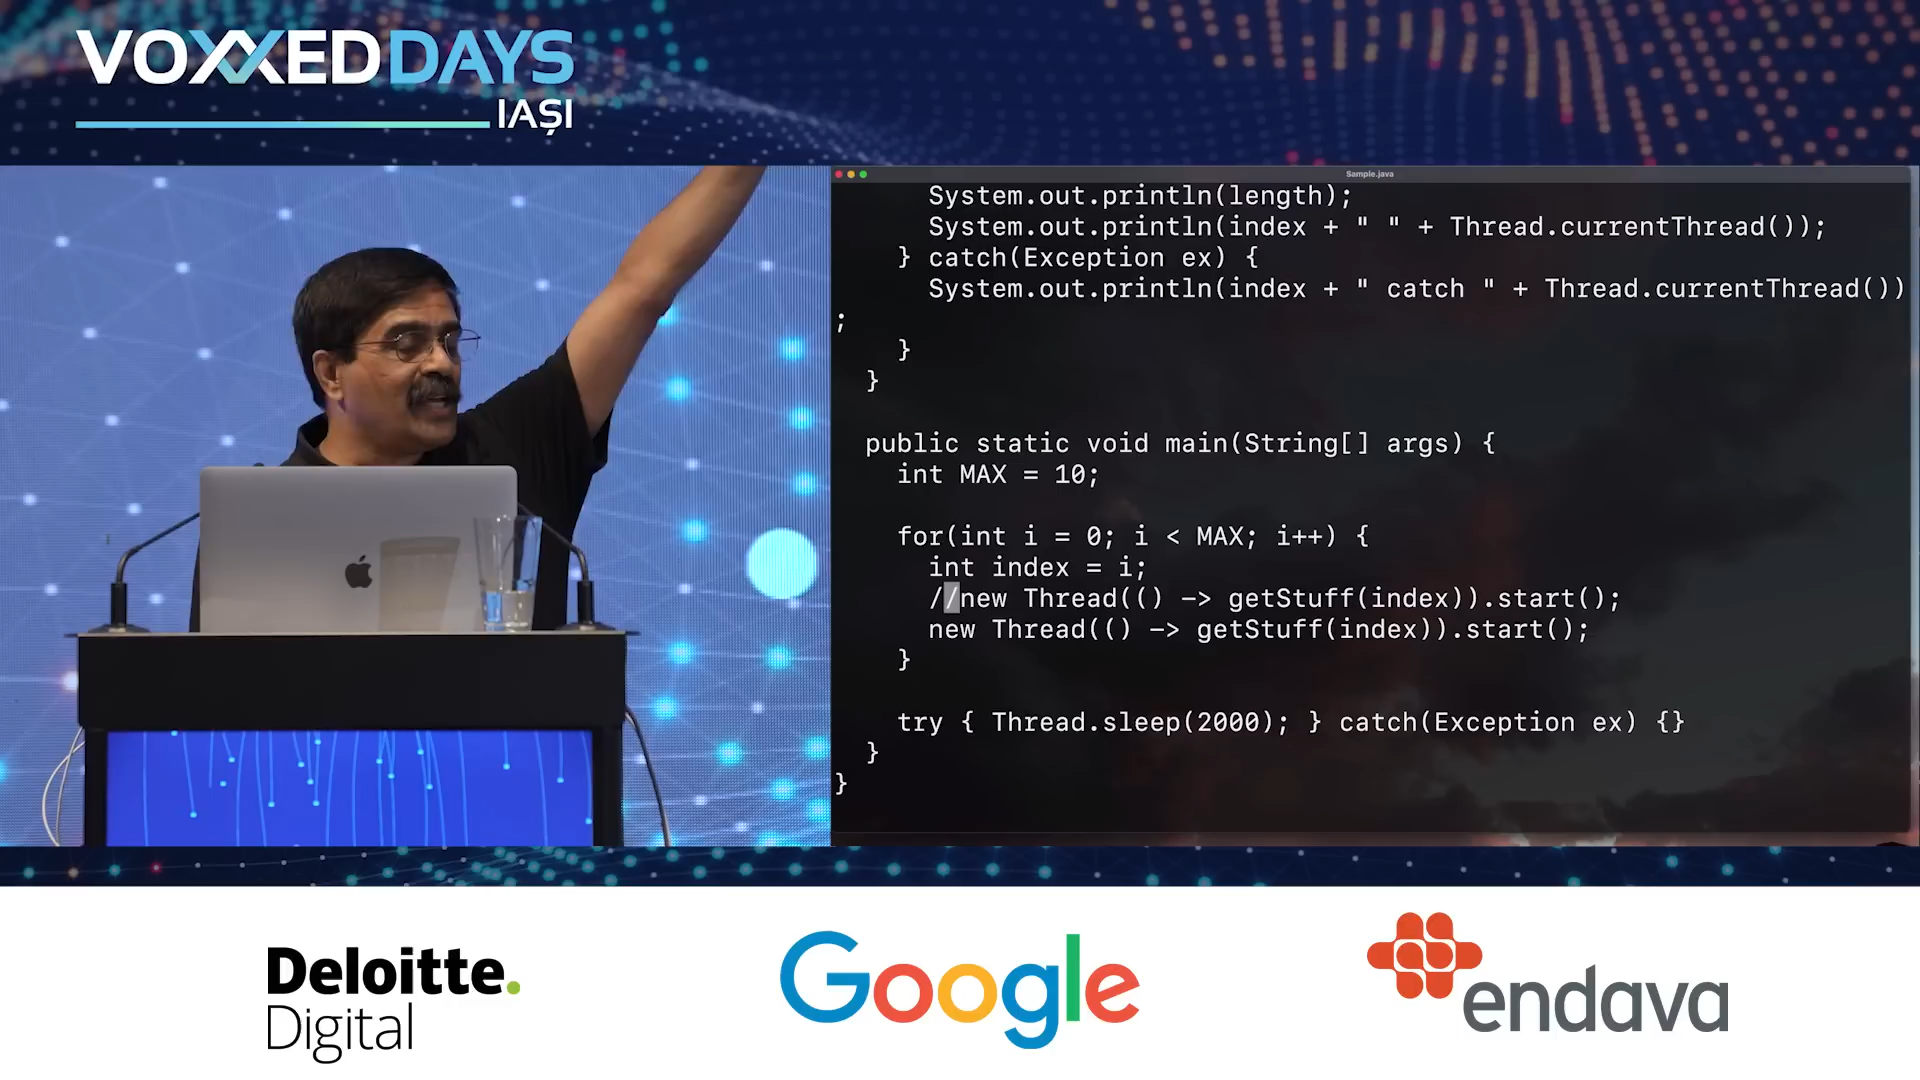 VOXXEDDAYS
IAȘI
Sample.java
System.out.println(length);
System.out.println(index + " " + Thread.currentThread());
} catch(Exception ex) {
System.out.println(index + " catch " + Thread.currentThread())
;
}
}
public static void main(String[] args) {
int MAX = 10;
for(int i = 0; i < MAX; i++) {
int index = i;
//new Thread(() -> getStuff(index)).start();
new Thread(() -> getStuff(index)).start();
}
try { Thread.sleep(2000); } catch(Exception ex) {}
}
}
Deloitte.
Digital
Google
endava